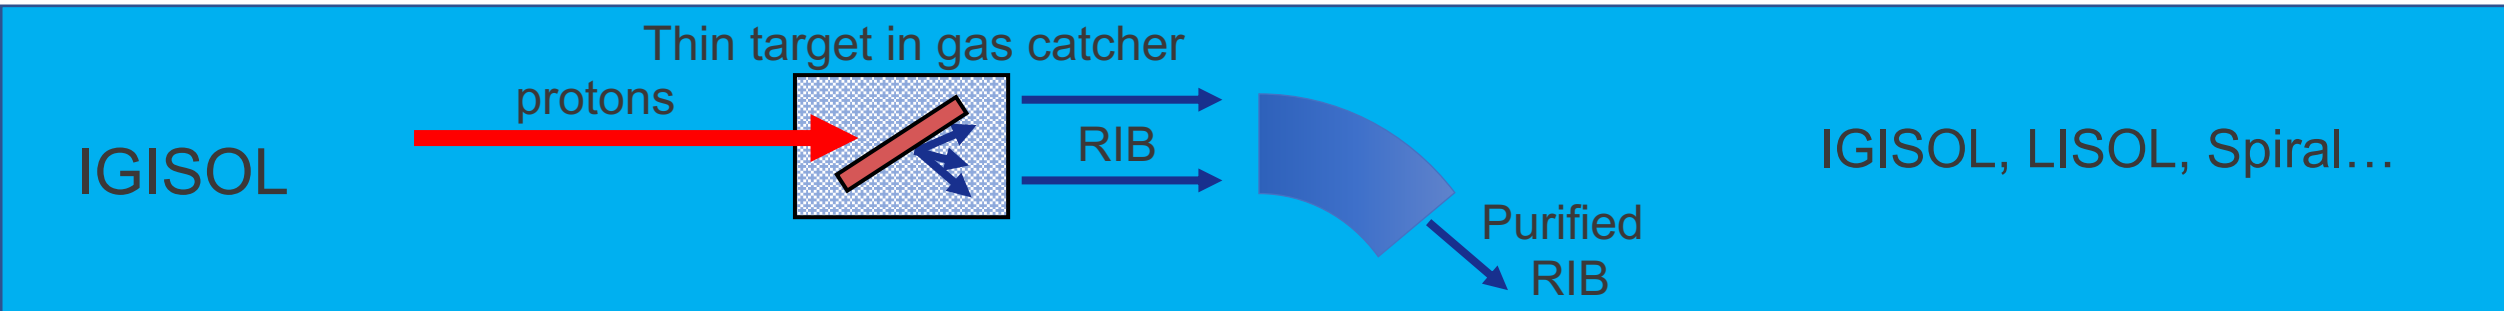 Thin target in gas catcher
protons
IGISOL
RIB
IGISOL, LISOL, Spiral…
Purified
RIB